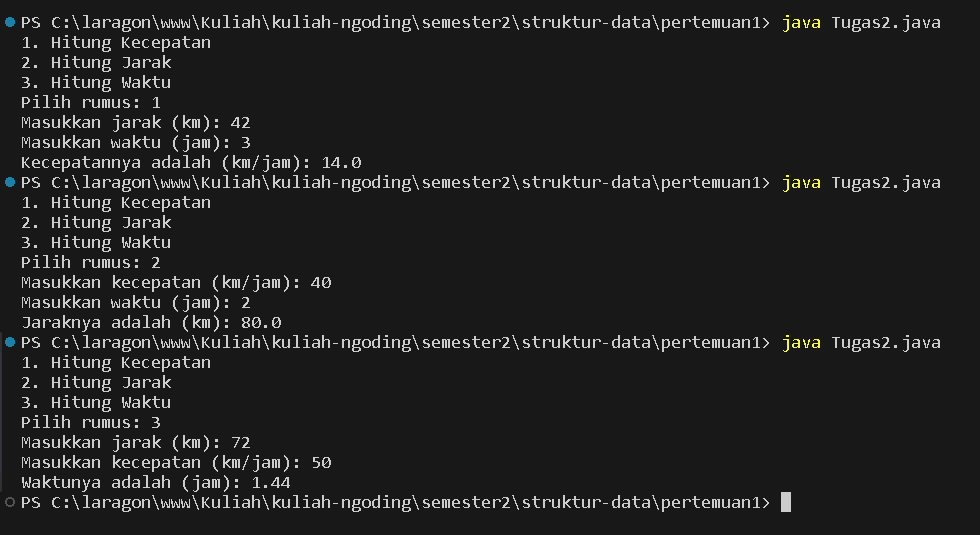 PS C:\laragon\www\Kuliah\kuliah-ngoding\semester2\struktur-data\pertemuan1> java Tugas2.java
1. Hitung Kecepatan
2. Hitung Jarak
3. Hitung Waktu
Pilih rumus: 1
Masukkan jarak (km): 42
Masukkan waktu (jam): 3
Kecepatannya adalah (km/jam): 14.0
PS C:\laragon\www\Kuliah\kuliah-ngoding\semester2\struktur-data\pertemuan1> java Tugas2.java
1. Hitung Kecepatan
2. Hitung Jarak
3. Hitung Waktu
Pilih rumus: 2
Masukkan kecepatan (km/jam): 40
Masukkan waktu (jam): 2
Jaraknya adalah (km): 80.0
PS C:\laragon\www\Kuliah\kuliah-ngoding\semester2\struktur-data\pertemuan1> java Tugas2.java
1. Hitung Kecepatan
2. Hitung Jarak
3. Hitung Waktu
Pilih rumus: 3
Masukkan jarak (km): 72
Masukkan kecepatan (km/jam): 50
Waktunya adalah (jam): 1.44
PS C:\laragon\www\Kuliah\kuliah-ngoding\semester2\struktur-data\pertemuan1>